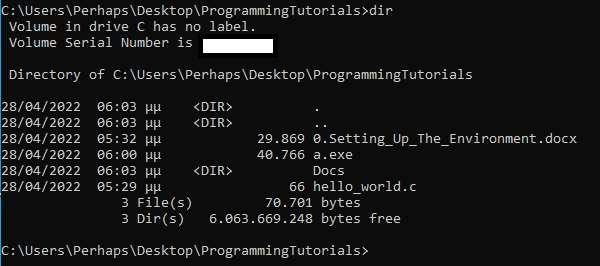 C:\Users\Perhaps\Desktop\ProgrammingTutorials>dir
Volume in drive C has no label.
Volume Serial Number is
Directory of C:\Users\Perhaps\Desktop\ProgrammingTutorials
28/04/2022 06:03 μμ <DIR> .
28/04/2022 06:03 μμ <DIR> ..
28/04/2022 05:32 μμ 29.869 0.Setting_Up_The_Environment.docx
28/04/2022 06:00 μμ 40.766 a.exe
28/04/2022 06:03 μμ <DIR> Docs
28/04/2022 05:29 μμ 66 hello_world.c
3 File(s) 70.701 bytes
3 Dir(s) 6.063.669.248 bytes free
C:\Users\Perhaps\Desktop\ProgrammingTutorials>